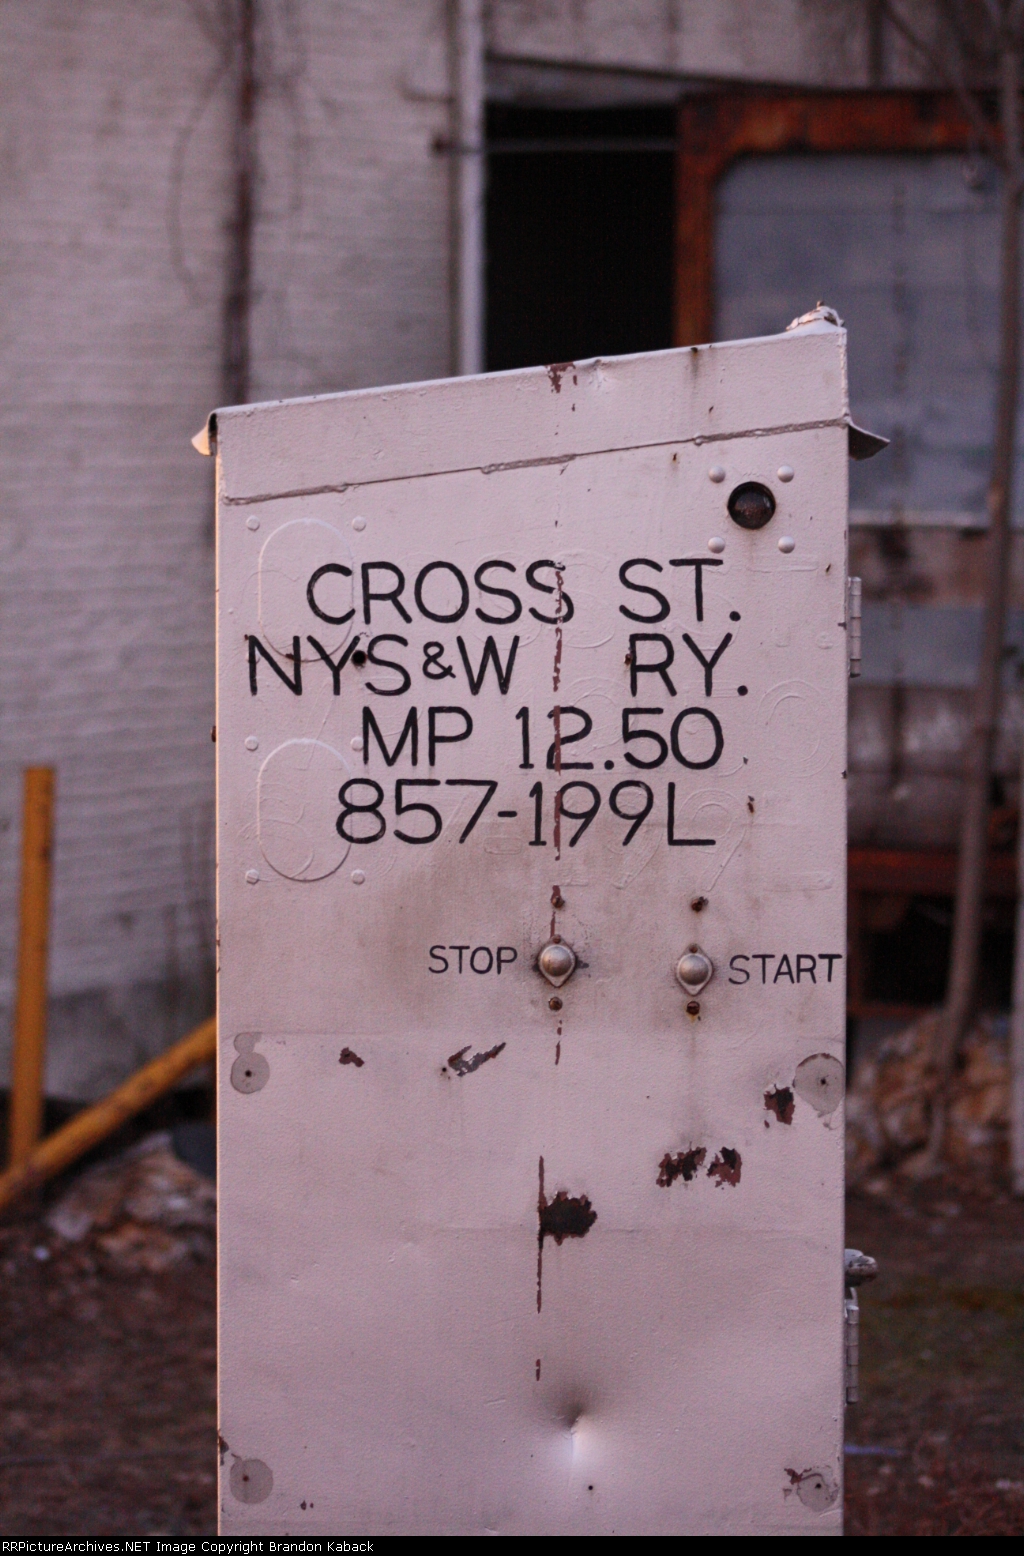 CROSS ST.
NYS&W RY.
MP 12.50
857-199L
STOP START
RRPictureArchives.NET Image Copyright Brandon Kaback